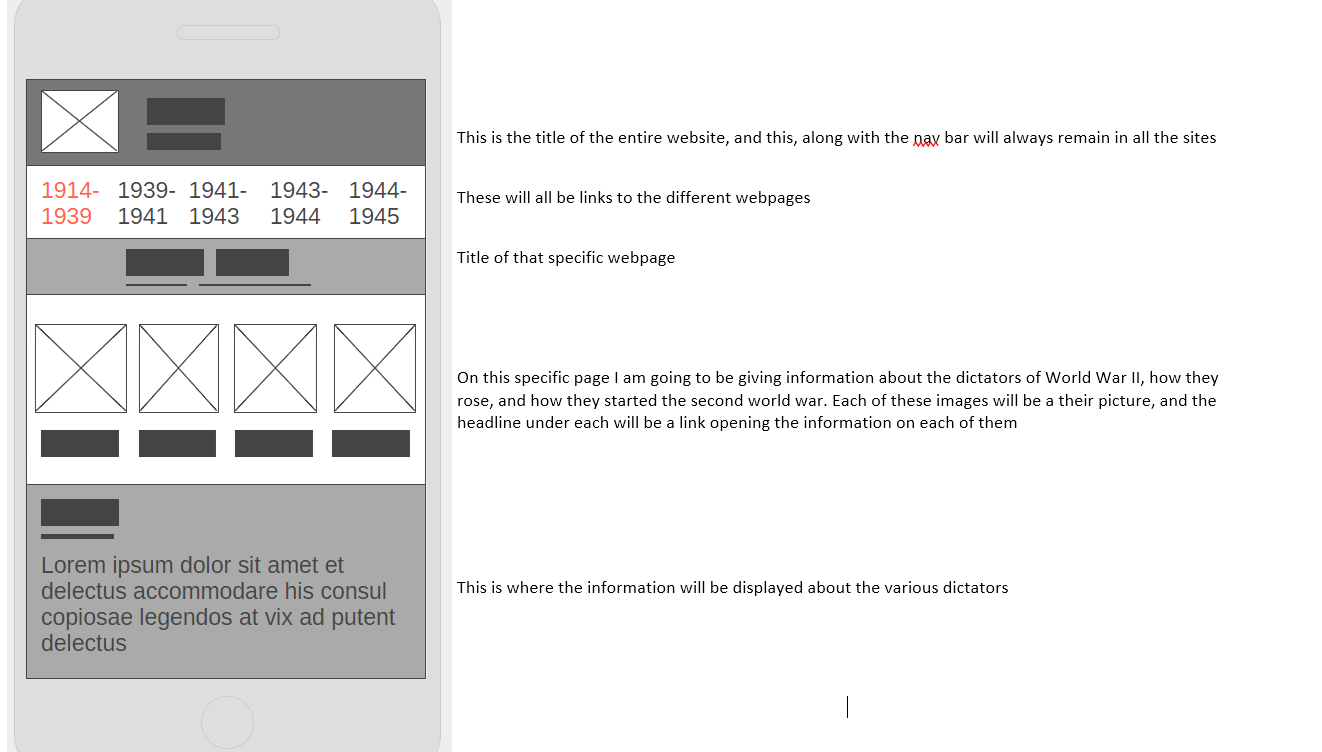 This is the title of the entire website, and this, along with the nav bar will always remain in all the sites
1914- 1939- 1941- 1943- 1944-
1939 1941 1943 1944 1945
These will all be links to the different webpages
Title of that specific webpage
On this specific page I am going to be giving information about the dictators of World War II, how they
rose, and how they started the second world war. Each of these images will be a their picture, and the
headline under each will be a link opening the information on each of them
Lorem ipsum dolor sit amet et
delectus accommodare his consul
copiosae legendos at vix ad putent
delectus
This is where the information will be displayed about the various dictators